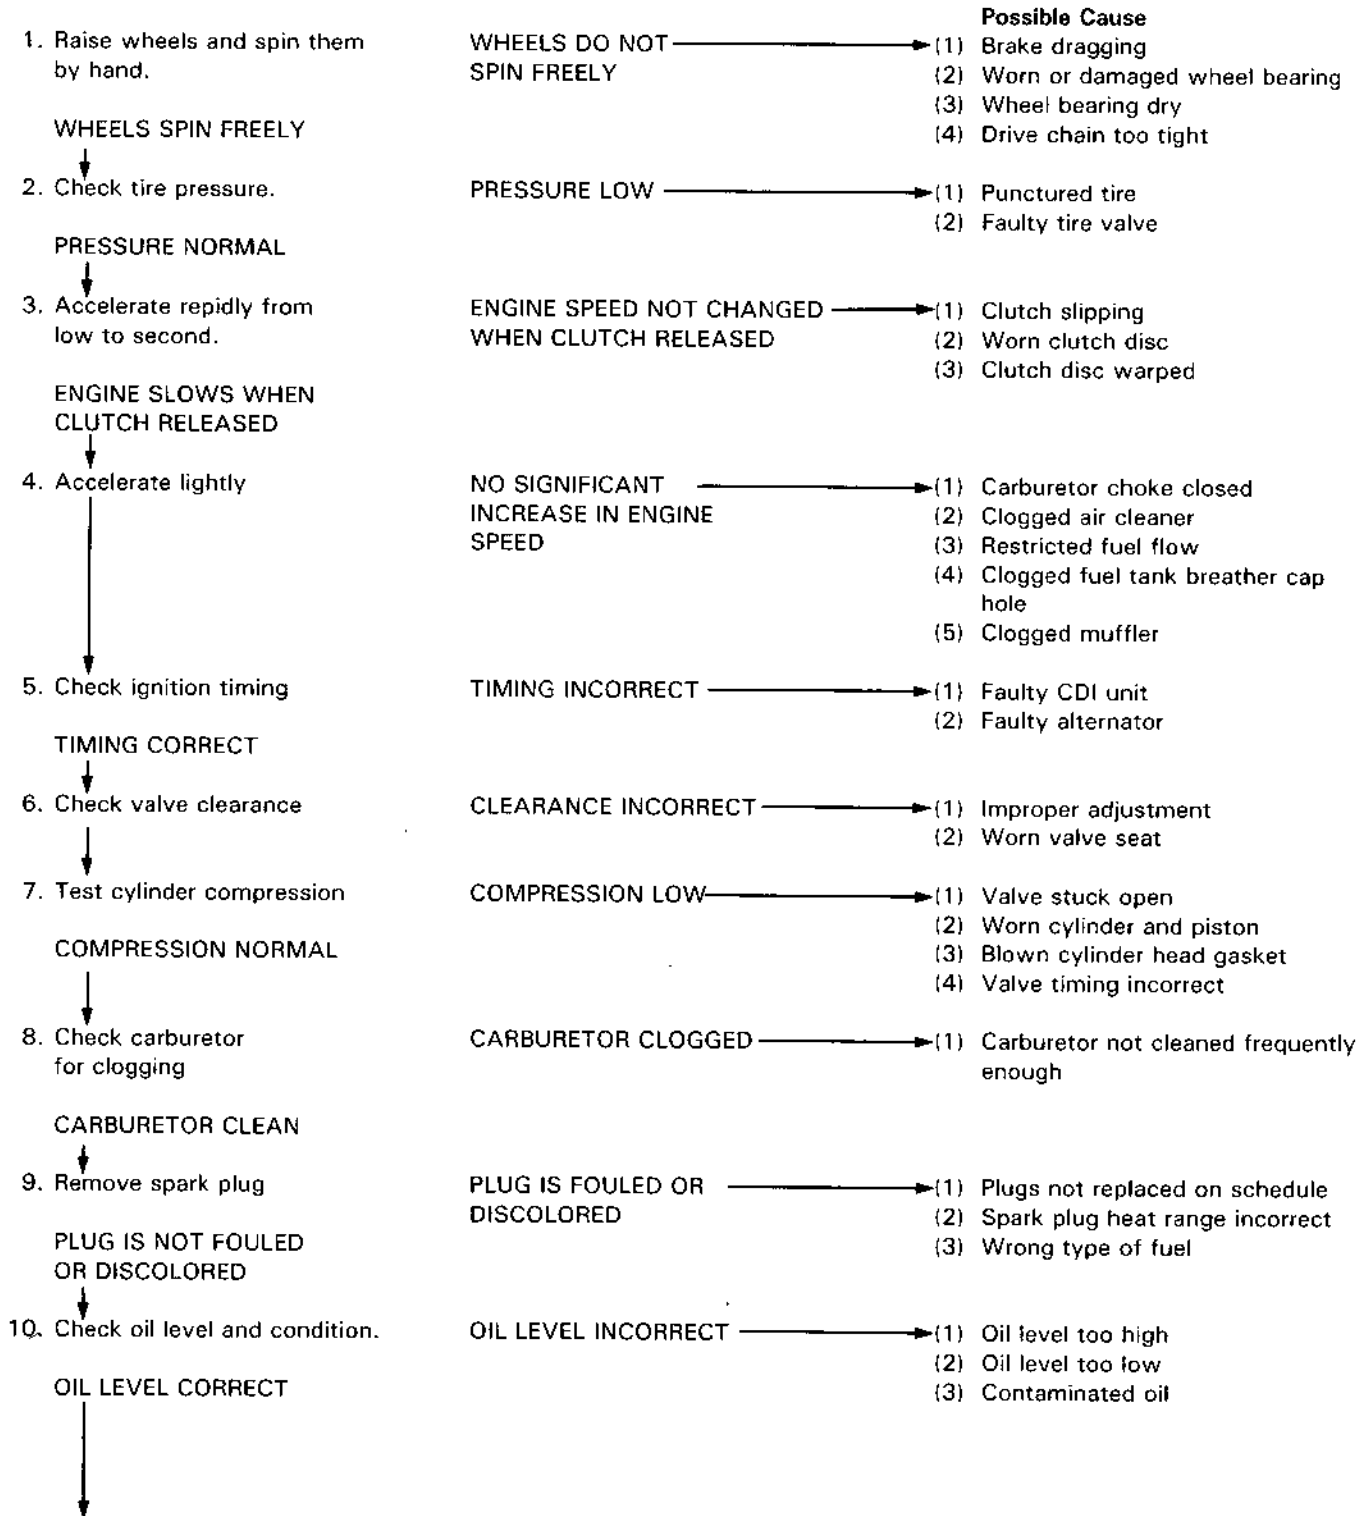 Possible Cause
1. Raise wheels and spin them
by hand.
WHEELS DO NOT
SPIN FREELY
(1) Brake dragging
(2) Worn or damaged wheel bearing
(3) Wheel bearing dry
(4) Drive chain too tight
WHEELS SPIN FREELY
2. Check tire pressure.
PRESSURE LOW
(1) Punctured tire
(2) Faulty tire valve
PRESSURE NORMAL
3. Accelerate repidly from
low to second.
ENGINE SPEED NOT CHANGED
WHEN CLUTCH RELEASED
(1) Clutch slipping
(2) Worn clutch disc
(3) Clutch disc warped
ENGINE SLOWS WHEN
CLUTCH RELEASED
4. Accelerate lightly
NO SIGNIFICANT
INCREASE IN ENGINE
SPEED
(1) Carburetor choke closed
(2) Clogged air cleaner
(3) Restricted fuel flow
(4) Clogged fuel tank breather cap
hole
(5) Clogged muffler
5. Check ignition timing
TIMING INCORRECT
(1) Faulty CDI unit
(2) Faulty alternator
TIMING CORRECT
6. Check valve clearance
CLEARANCE INCORRECT
(1) Improper adjustment
(2) Worn valve seat
7. Test cylinder compression
COMPRESSION LOW
(1) Valve stuck open
(2) Worn cylinder and piston
(3) Blown cylinder head gasket
(4) Valve timing incorrect
COMPRESSION NORMAL
8. Check carburetor
for clogging
CARBURETOR CLOGGED
(1) Carburetor not cleaned frequently
enough
CARBURETOR CLEAN
9. Remove spark plug
PLUG IS FOULED OR
DISCOLORED
(1) Plugs not replaced on schedule
(2) Spark plug heat range incorrect
(3) Wrong type of fuel
PLUG IS NOT FOULED
OR DISCOLORED
10. Check oil level and condition.
OIL LEVEL INCORRECT
(1) Oil level too high
(2) Oil level too low
(3) Contaminated oil
OIL LEVEL CORRECT